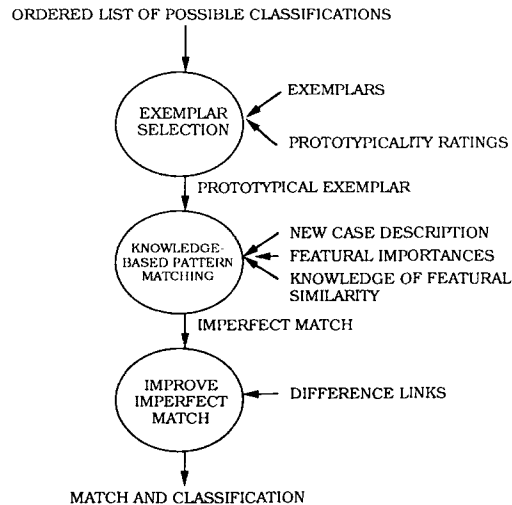 ORDERED LIST OF POSSIBLE CLASSIFICATIONS
EXEMPLAR
SELECTION
EXEMPLARS
PROTOTYPICALITY RATINGS
PROTOTYPICAL EXEMPLAR
KNOWLEDGE-
BASED PATTERN
MATCHING
NEW CASE DESCRIPTION
FEATURAL IMPORTANCES
KNOWLEDGE OF FEATURAL
SIMILARITY
IMPERFECT MATCH
IMPROVE
IMPERFECT
MATCH
DIFFERENCE LINKS
MATCH AND CLASSIFICATION